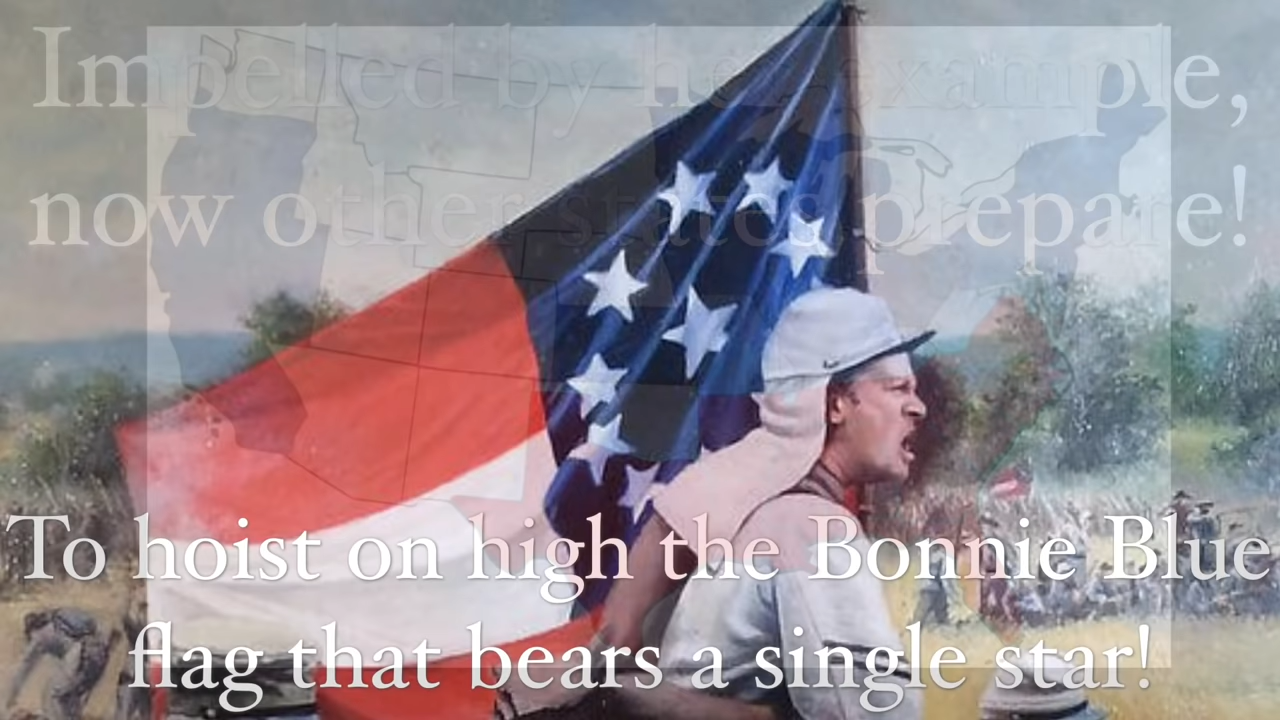 Impelled by her example,
now other states prepare!
To hoist on high the Bonnie Blue
flag that bears a single star!